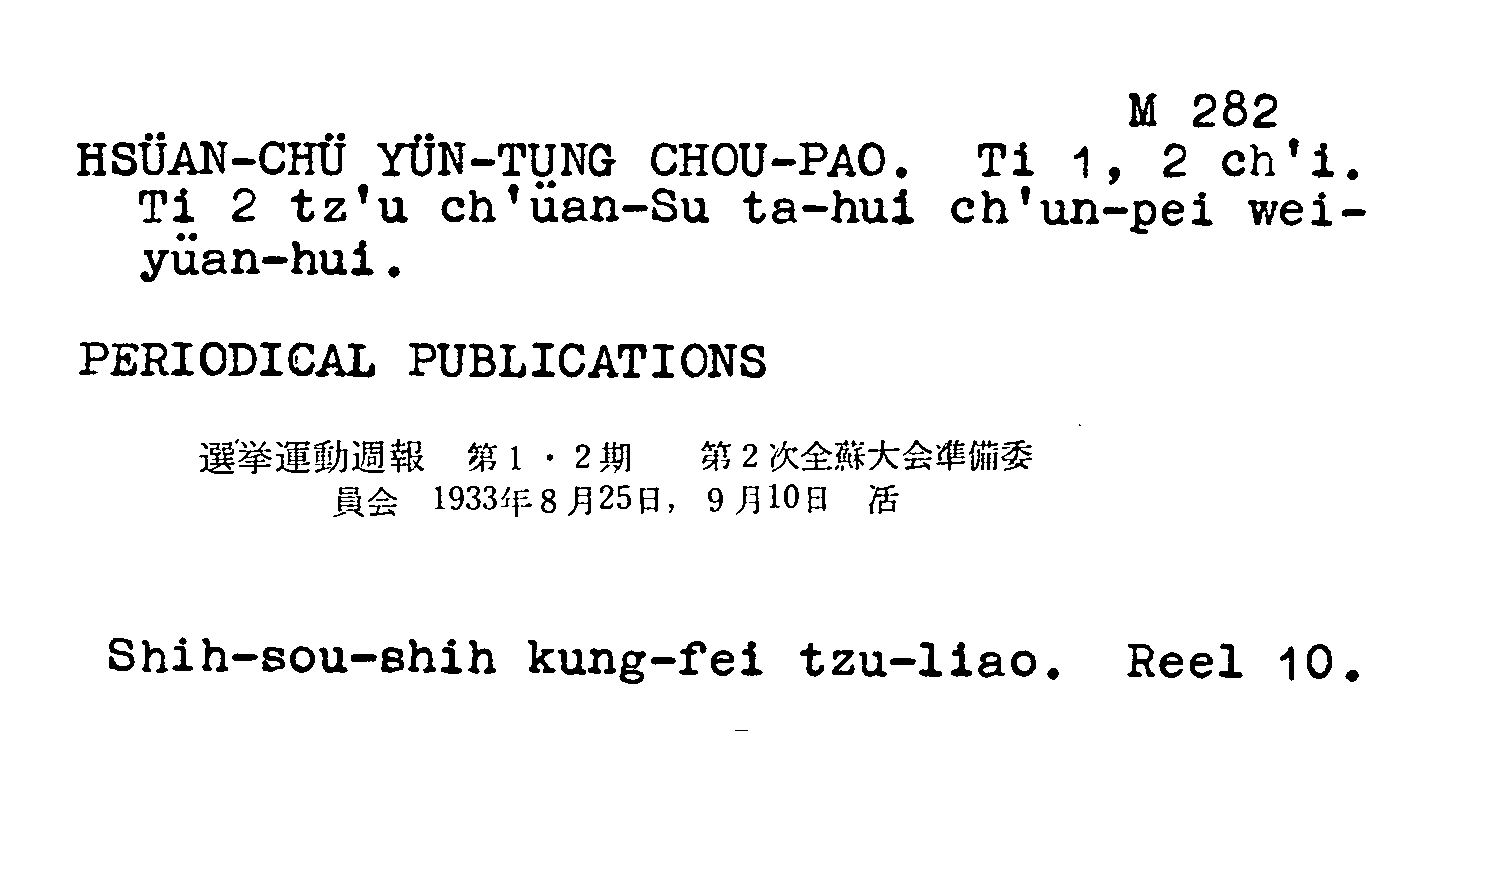 M 282
HSÜAN-CHÜ YÜN-TUNG CHOU-PAO. Ti 1, 2 ch'i.
Ti 2 tz'u ch'üan-Su ta-hui ch'un-pei wei-
yüan-hui.
PERIODICAL PUBLICATIONS
選挙運動週報 第1・2期 第2次全蘇大会準備委
員会 1933年8月25日, 9月10日 活
Shih-sou-shih kung-fei tzu-liao. Reel 10.